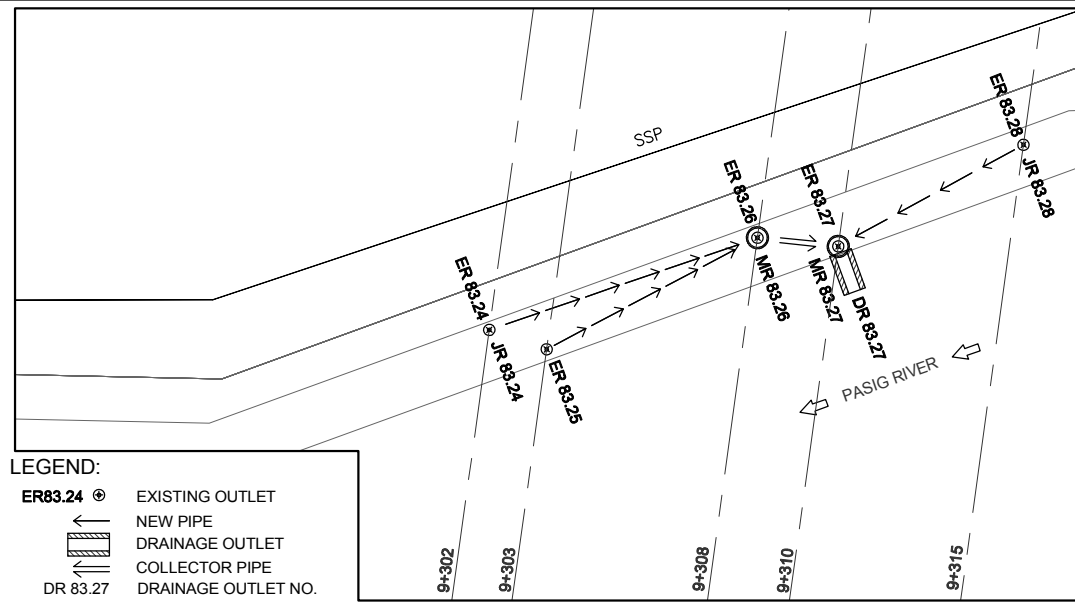 SSP
ER 83.28
JR 83.28
ER 83.26
ER 83.27
MR 83.26
MR 83.27
DR 83.27
ER 83.24
JR 83.24
ER 83.25
PASIG RIVER
9+302
9+303
9+308
9+310
9+315
LEGEND:
ER83.24 EXISTING OUTLET
NEW PIPE
DRAINAGE OUTLET
COLLECTOR PIPE
DR 83.27 DRAINAGE OUTLET NO.